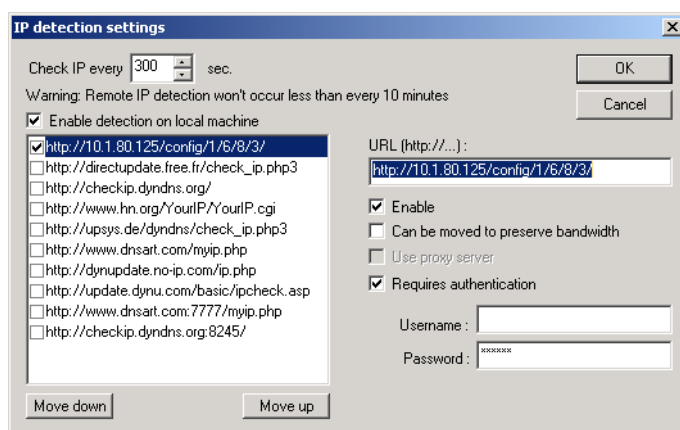 IP detection settings
Check IP every 300 sec.
OK
Warning: Remote IP detection won't occur less than every 10 minutes
Cancel
Enable detection on local machine
http://10.1.80.125/config/1/6/8/3/
http://directupdate.free.fr/check_ip.php3
http://checkip.dyndns.org/
http://www.hn.org/YourIP/YourIP.cgi
http://upsys.de/dyndns/check_ip.php3
http://www.dnsart.com/myip.php
http://dynupdate.no-ip.com/ip.php
http://update.dynu.com/basic/ipcheck.asp
http://www.dnsart.com:7777/myip.php
http://checkip.dyndns.org:8245/
Move down
Move up
URL (http://...) :
http://10.1.80.125/config/1/6/8/3/
Enable
Can be moved to preserve bandwidth
Use proxy server
Requires authentication
Username :
Password : xxxxxx